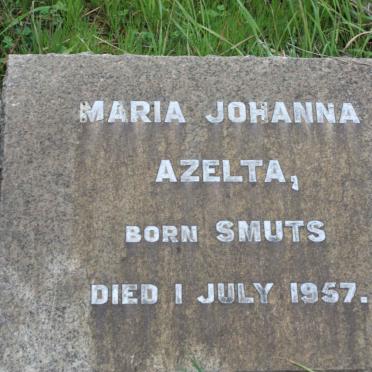 MARIA JOHANNA
AZELTA,
BORN SMUTS
DIED 1 JULY 1957.